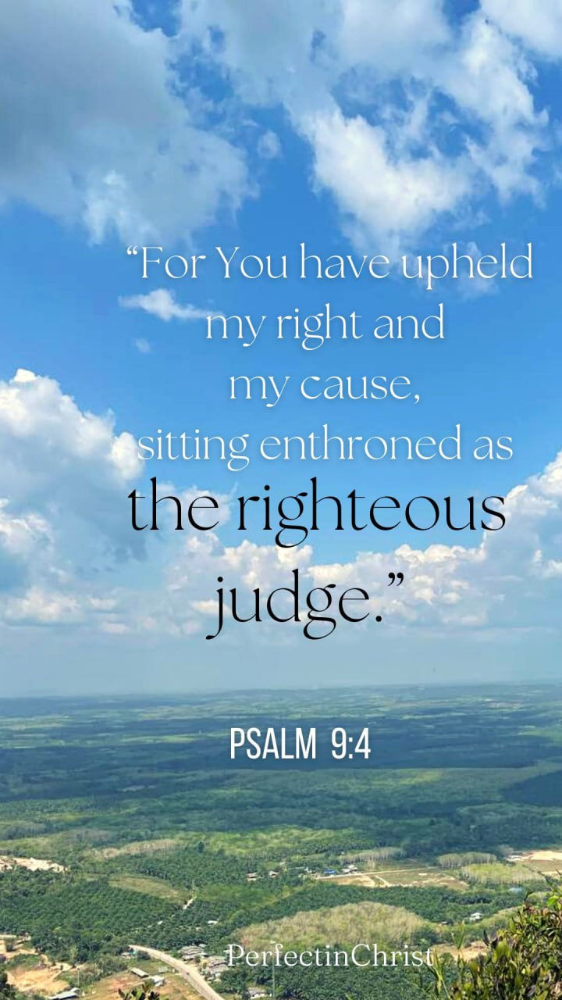 “For You have upheld
my right and
my cause,
sitting enthroned as
the righteous
judge.”
PSALM 9:4
PerfectinChrist